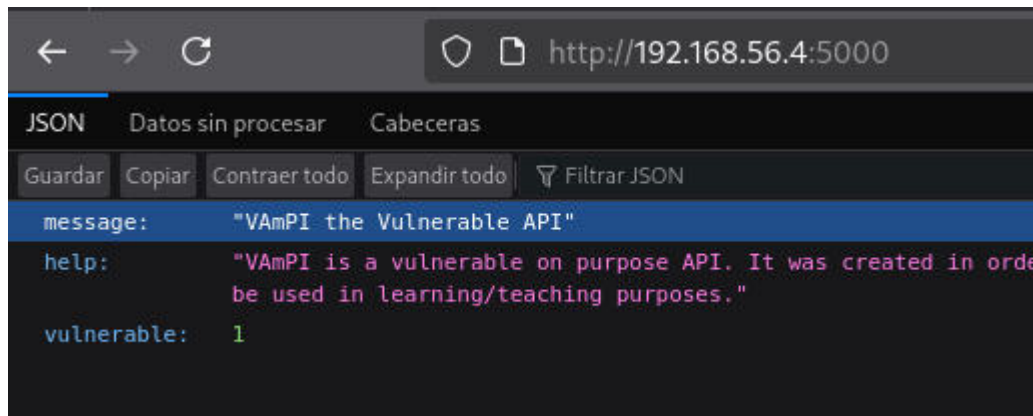 http://192.168.56.4:5000
JSON Datos sin procesar Cabeceras
Guardar Copiar Contraer todo Expandir todo Filtrar JSON
message: "VAmPI the Vulnerable API"
help: "VAmPI is a vulnerable on purpose API. It was created in orde
be used in learning/teaching purposes."
vulnerable: 1